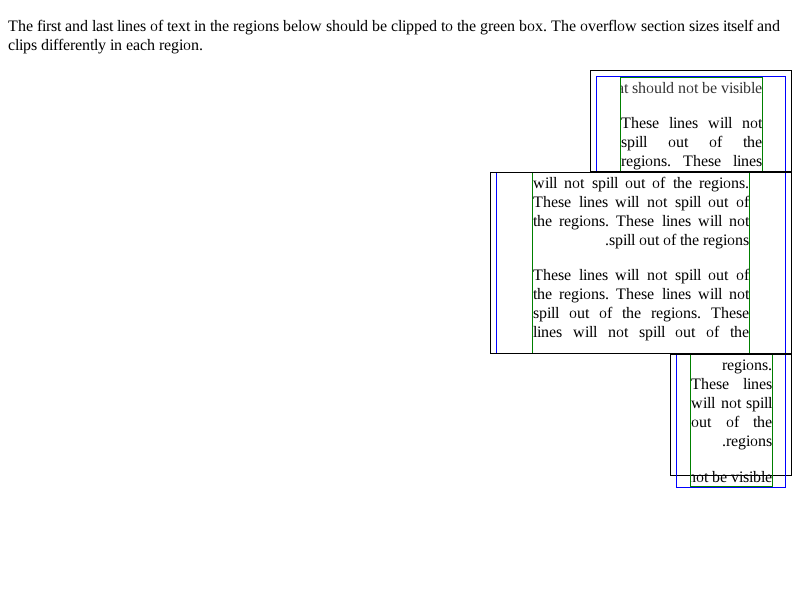 The first and last lines of text in the regions below should be clipped to the green box. The overflow section sizes itself and
clips differently in each region.
should not be visible
These lines will not
spill out of the
regions. These lines
will not spill out of the regions.
These lines will not spill out of
the regions. These lines will not
.spill out of the regions
These lines will not spill out of
the regions. These lines will not
spill out of the regions. These
lines will not spill out of the
regions.
These lines
will not spill
out of the
.regions
not be visible